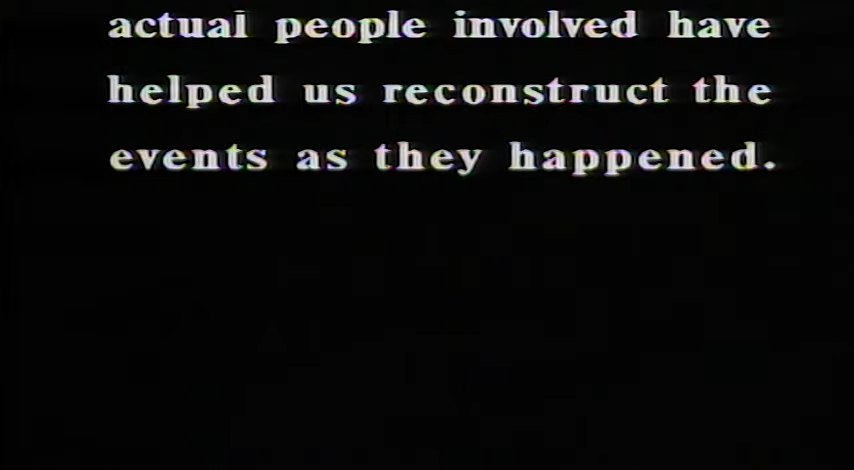 actual people involved have
helped us reconstruct the
events as they happened.